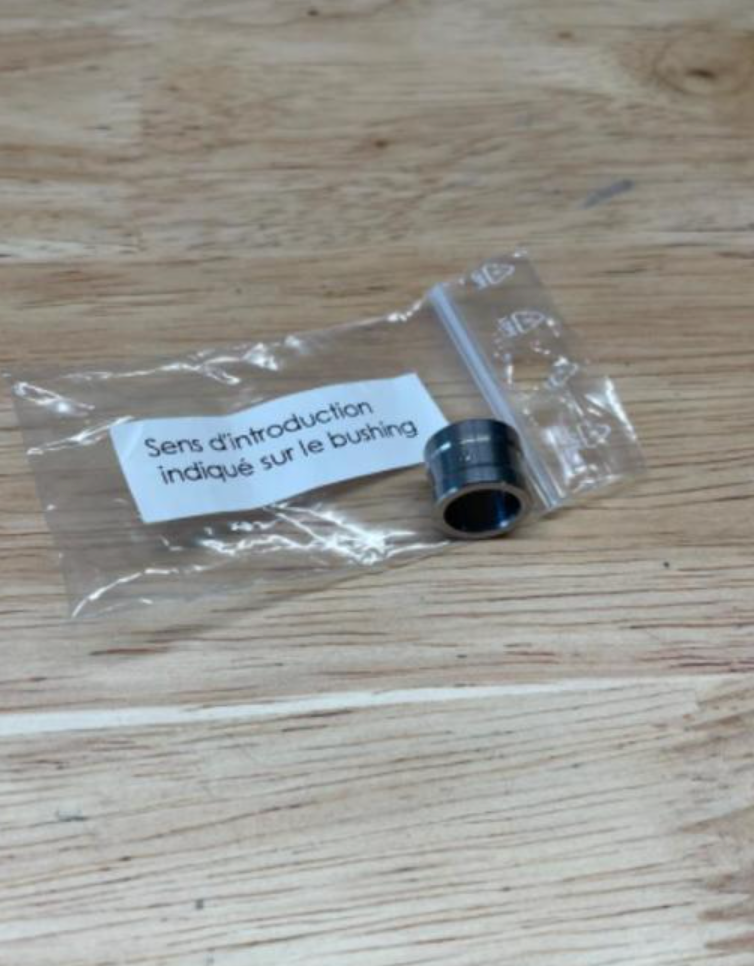 Sens d'introduction
indiqué sur le bushing